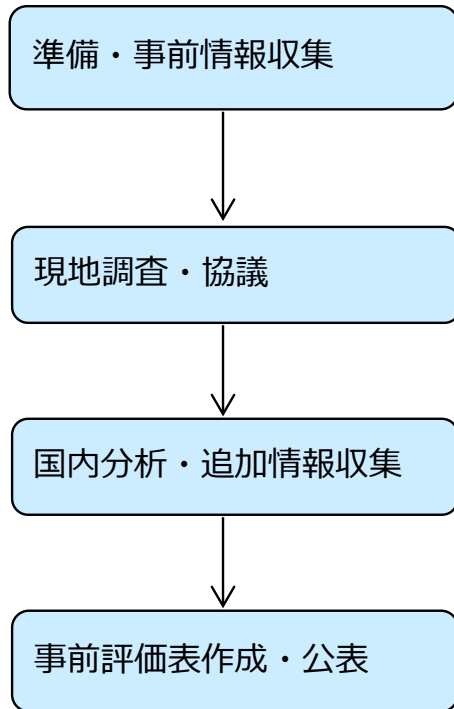 準備・事前情報収集
現地調査・協議
国内分析・追加情報収集
事前評価表作成・公表